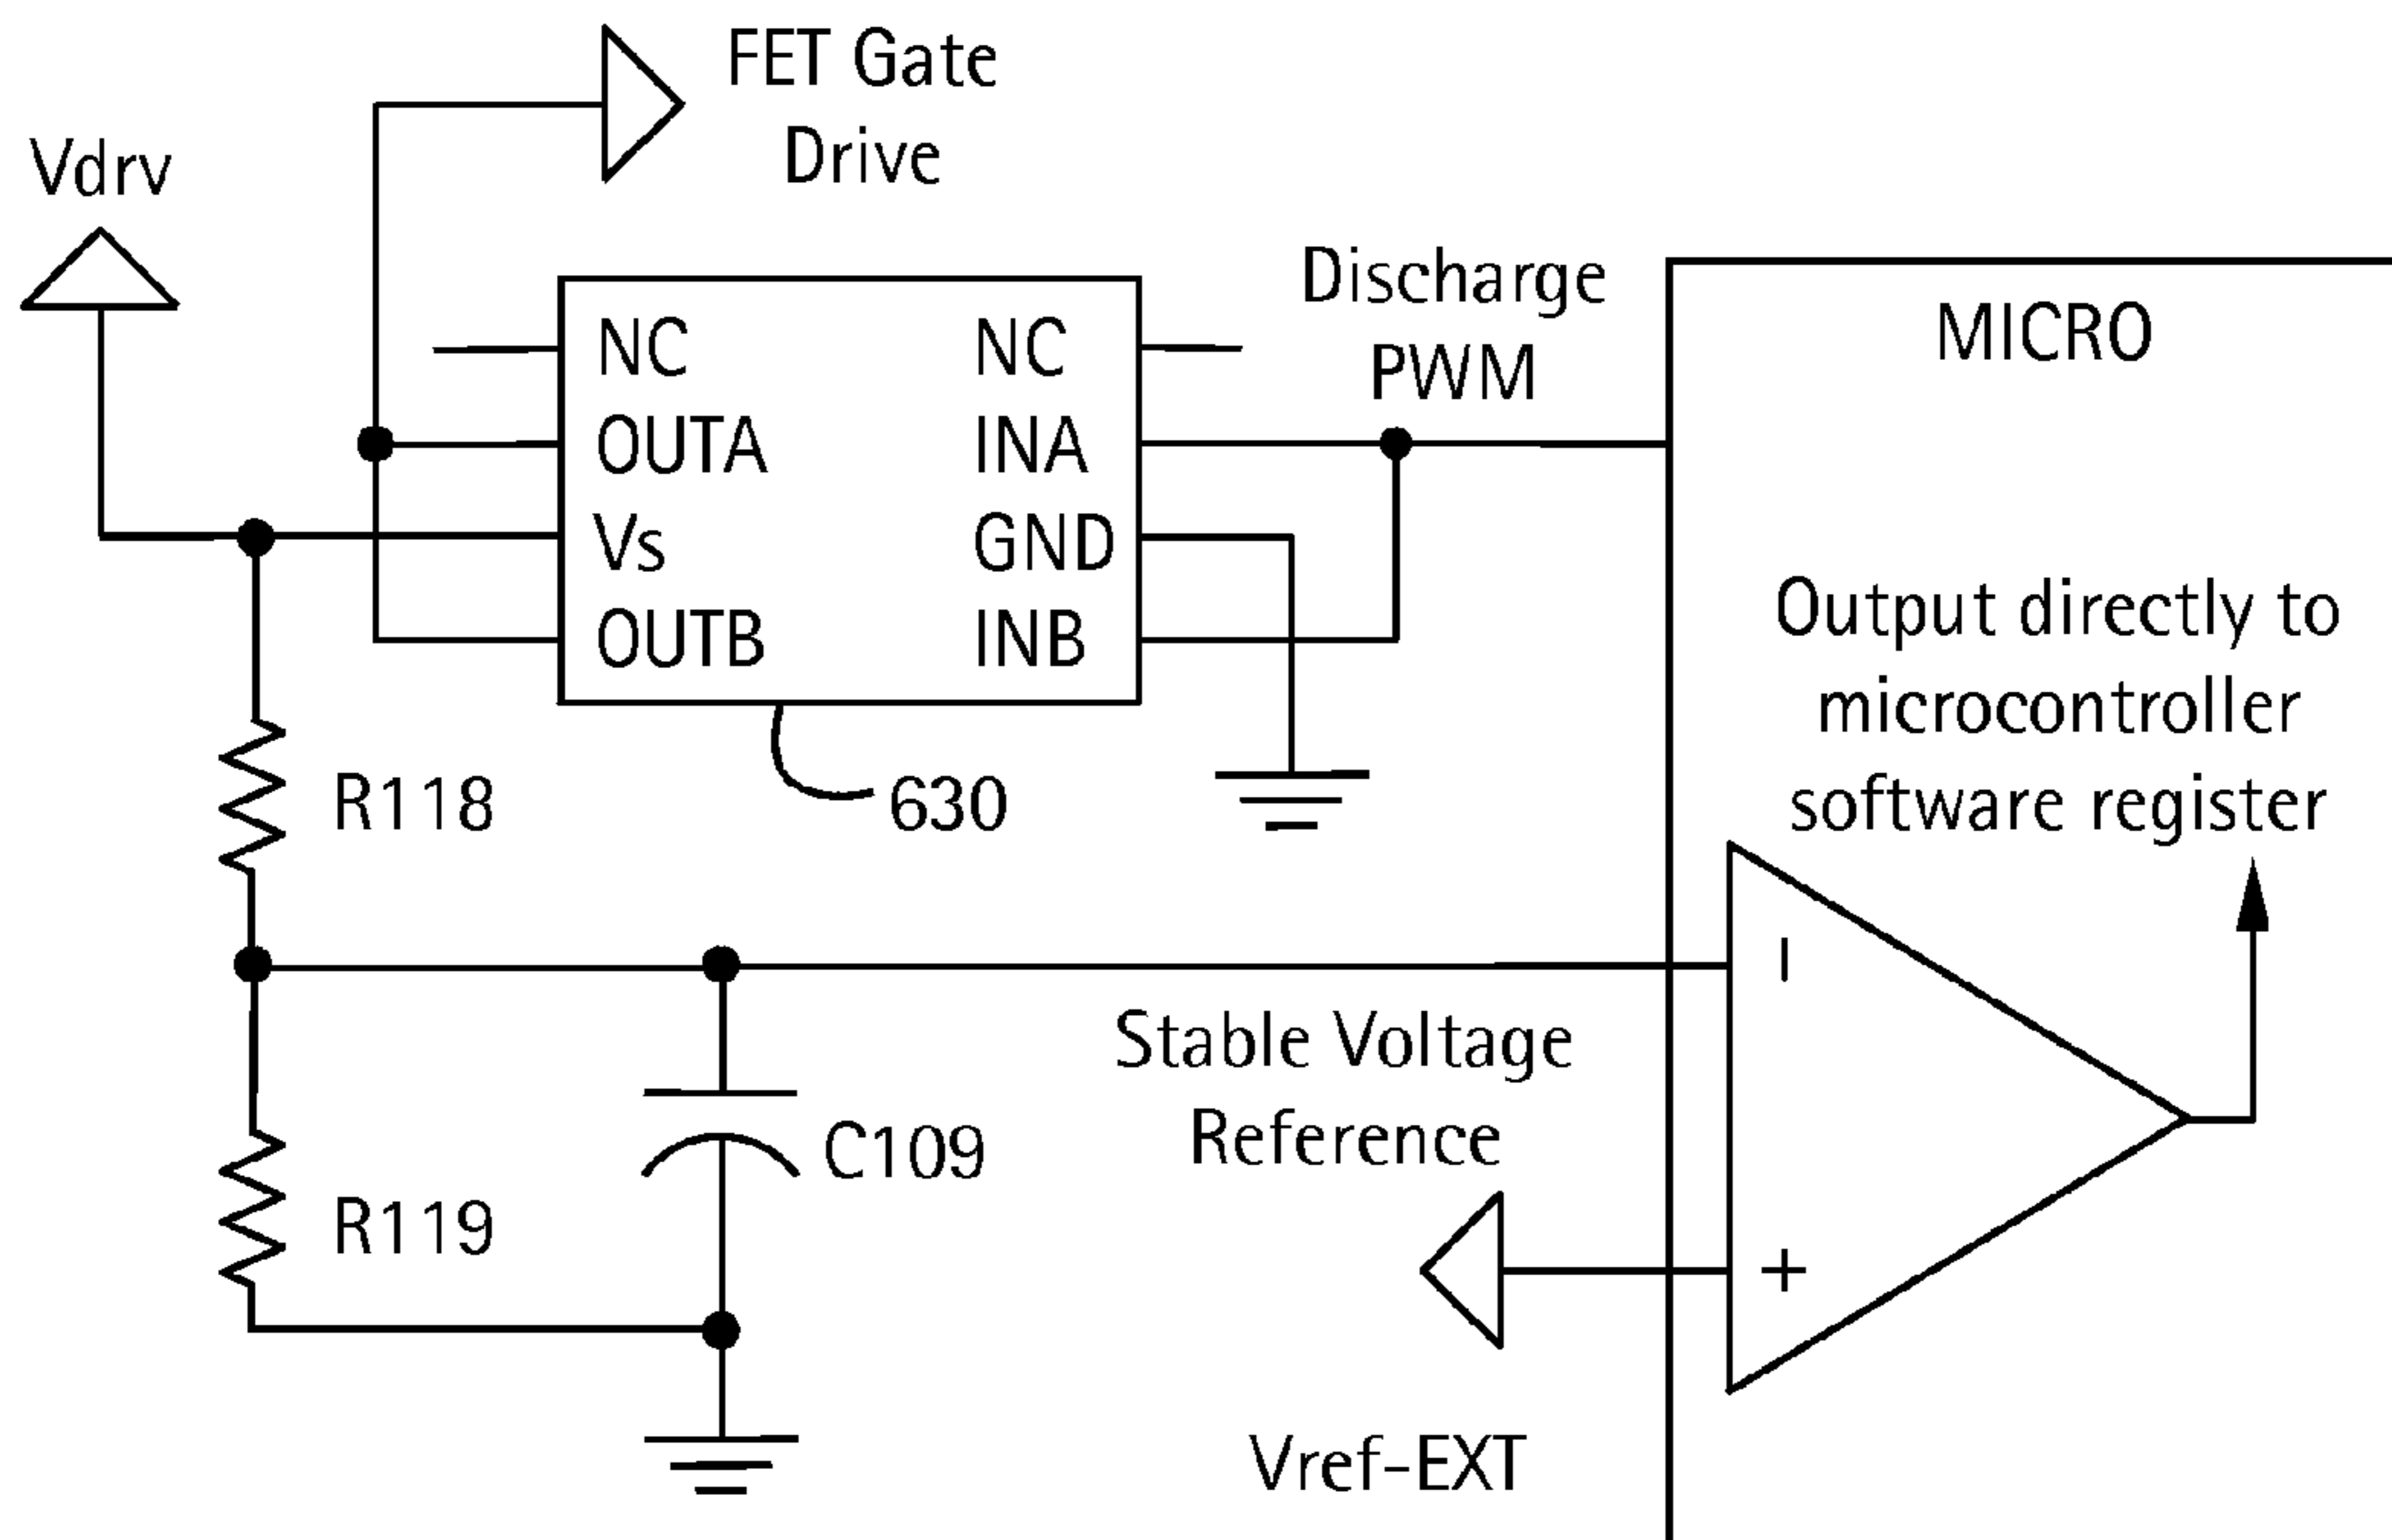 FET Gate
Drive
Vdrv
Discharge
PWM
MICRO
NC NC
OUTA INA
Vs GND
OUTB INB
Output directly to
microcontroller
software register
R118
630
–
Stable Voltage
Reference
C109
R119
+
Vref-EXT